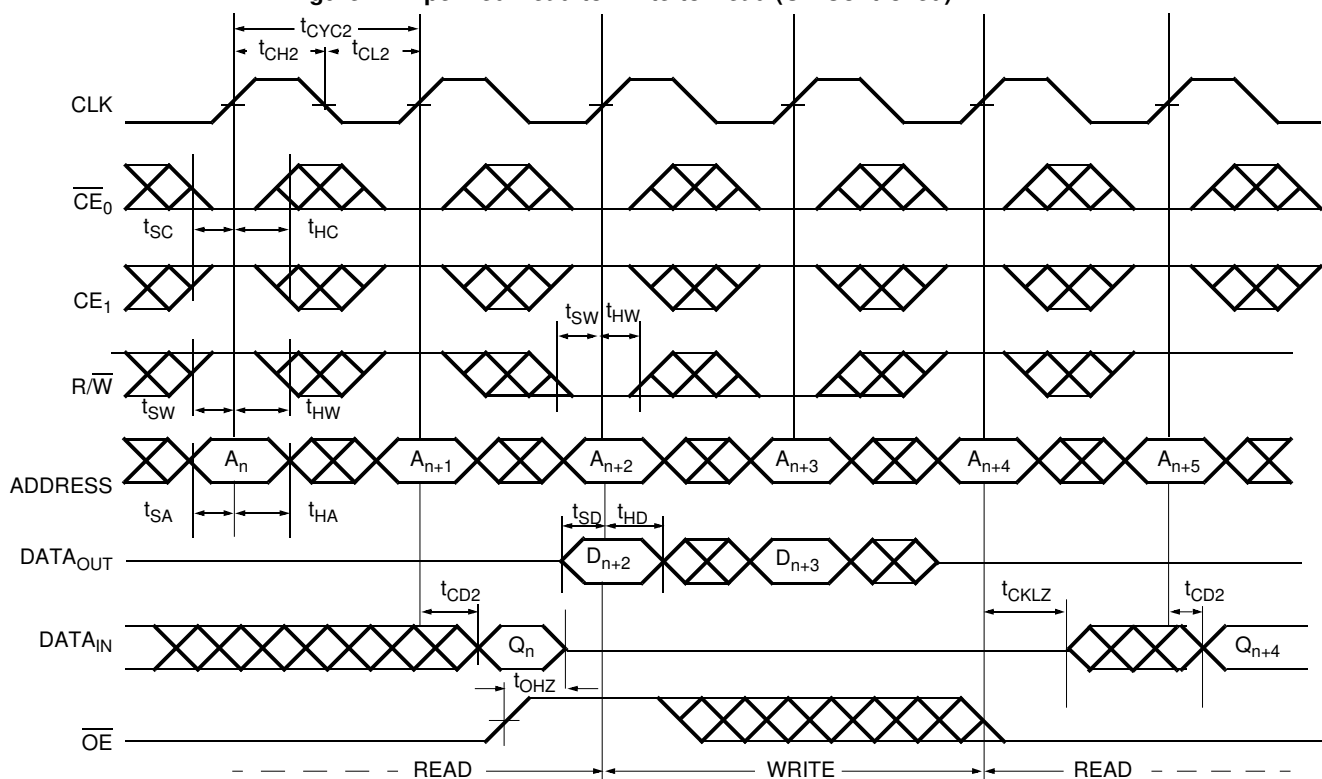 tCYC2
tCH2 tCL2
CLK
CE0
tSC tHC
CE1
tSW tHW
R/W
tSW tHW
An An+1 An+2 An+3 An+4 An+5
ADDRESS
tSA tHA
tSD tHD
DATAOUT
Dn+2 Dn+3
tCD2 tCKLZ tCD2
DATAIN
Qn Qn+4
tOHZ
OE
READ WRITE READ